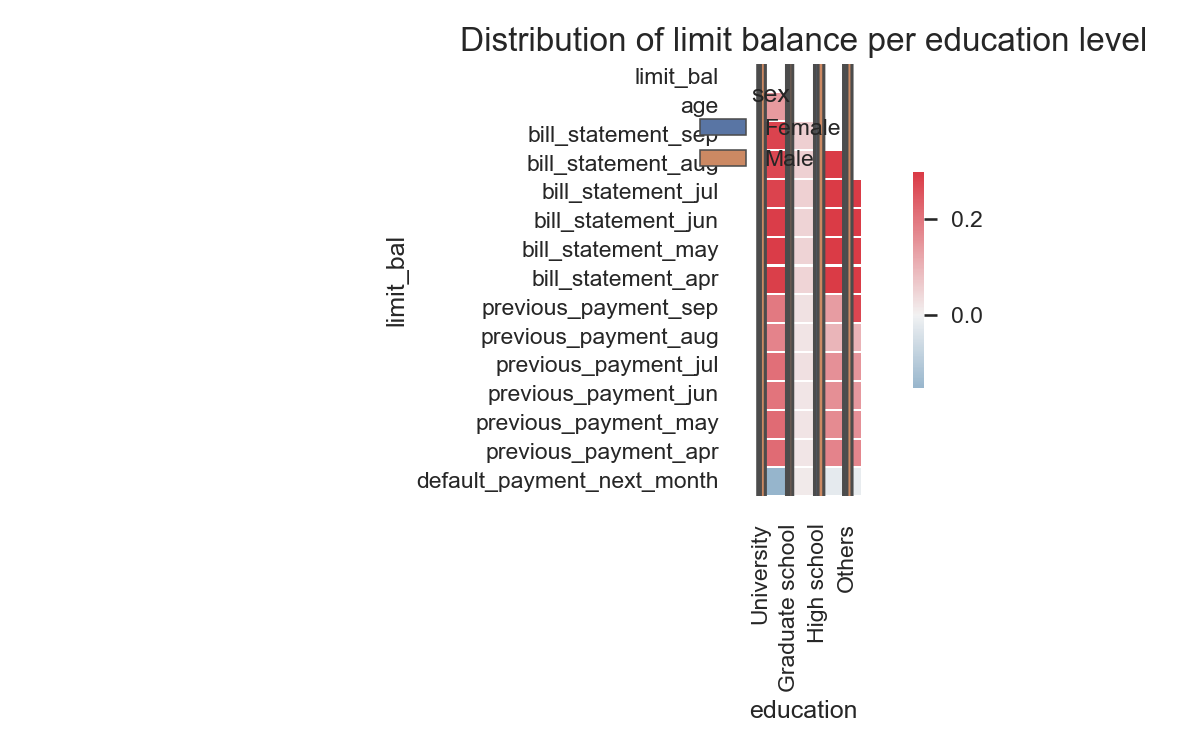 Distribution of limit balance per education level
limit_bal
age
bill_statement_sep
bill_statement_aug
bill_statement_jul
bill_statement_jun
bill_statement_may
bill_statement_apr
previous_payment_sep
previous_payment_aug
previous_payment_jul
previous_payment_jun
previous_payment_may
previous_payment_apr
default_payment_next_month
limit_bal
sex
Female
Male
0.2
0.0
University
Graduate school
High school
Others
education